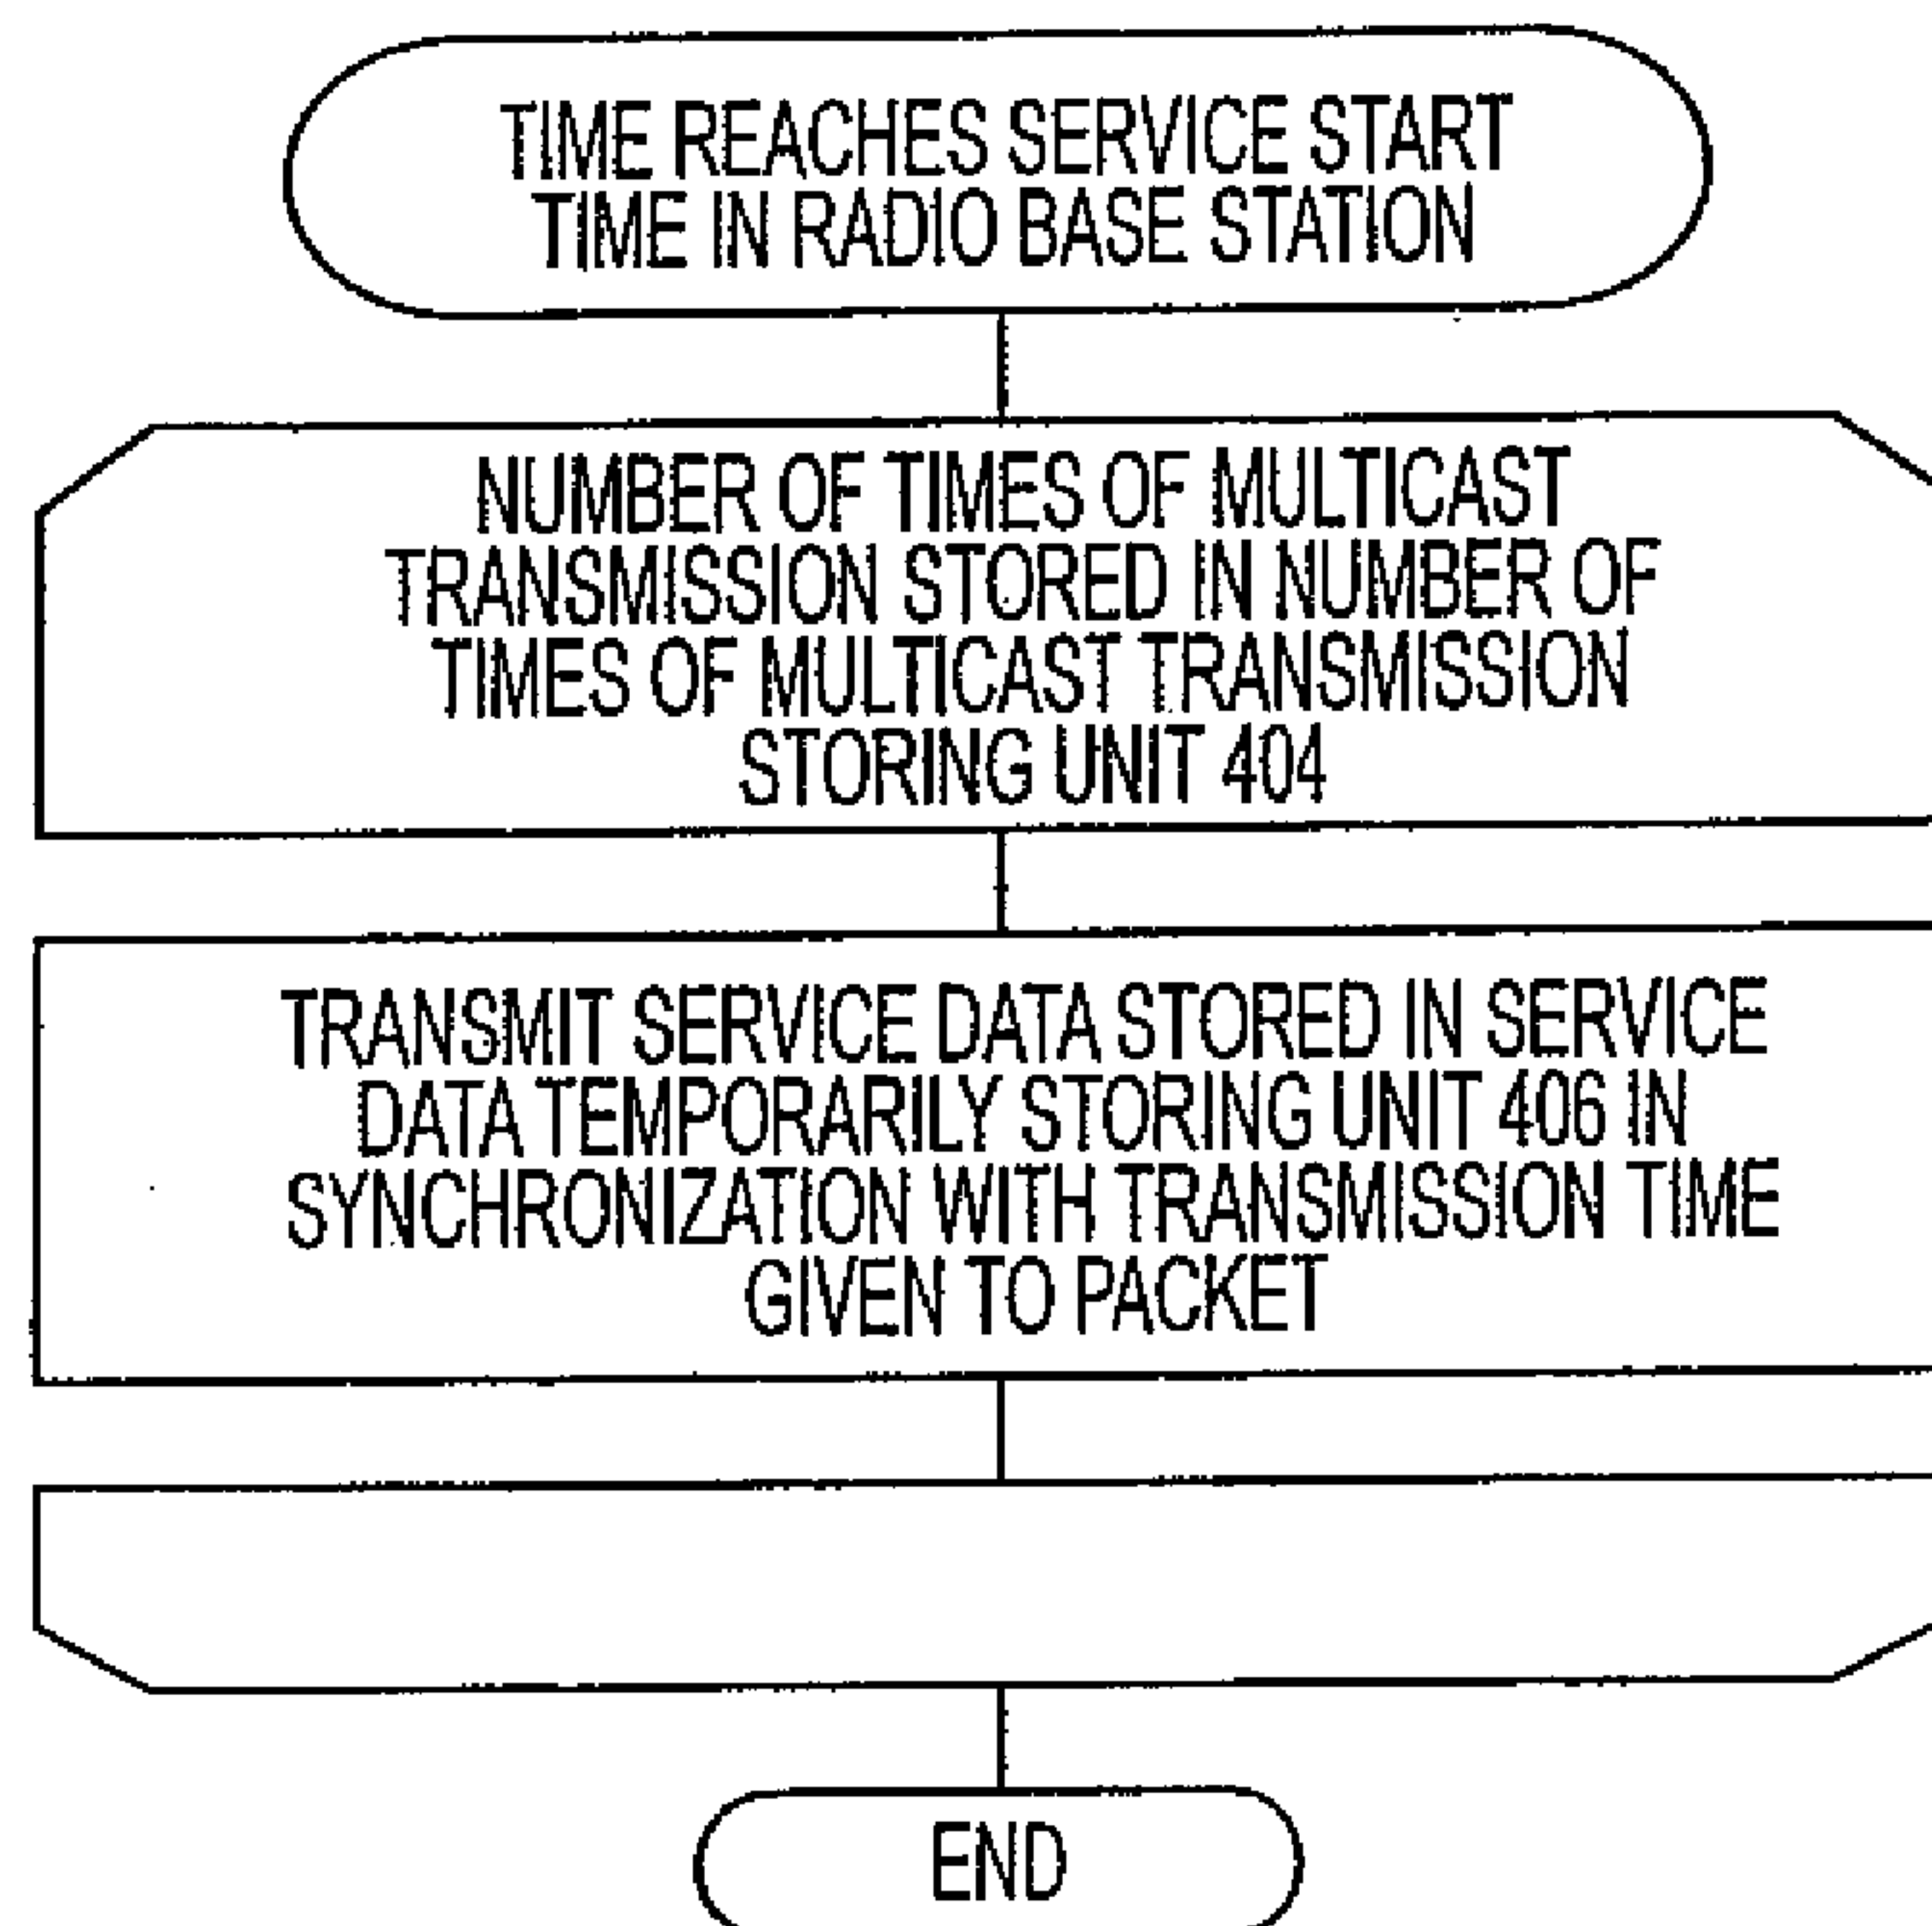 TIME REACHES SERVICE START
TIME IN RADIO BASE STATION
NUMBER OF TIMES OF MULTICAST
TRANSMISSION STORED IN NUMBER OF
TIMES OF MULTICAST TRANSMISSION
STORING UNIT 404
TRANSMIT SERVICE DATA STORED IN SERVICE
DATA TEMPORARILY STORING UNIT 406 IN
SYNCHRONIZATION WITH TRANSMISSION TIME
GIVEN TO PACKET
END